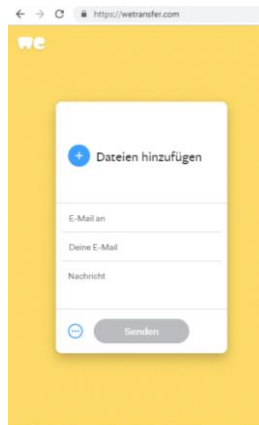 https://wetransfer.com
we
Dateien hinzufügen
E-Mail an
Deine E-Mail
Nachricht
Senden